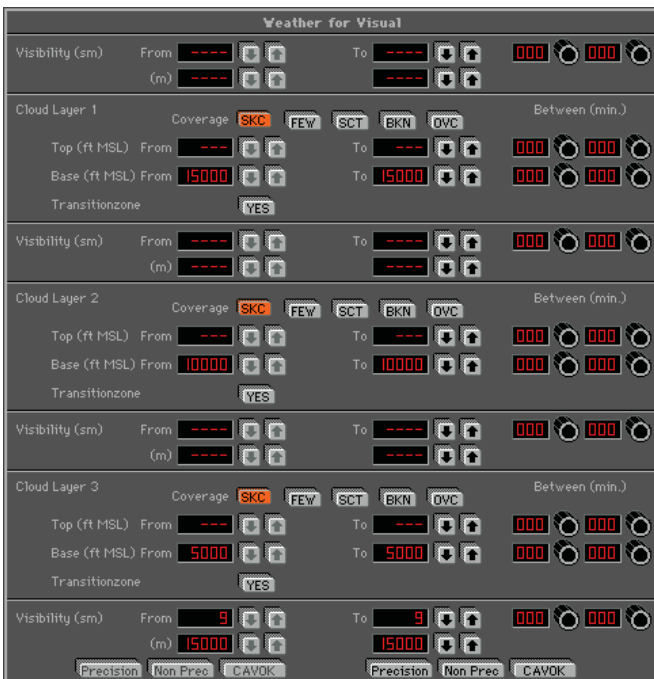 Weather for Visual
Visibility (sm) From ---- To ---- 000 000
(m) ---- ----
Cloud Layer 1 Coverage SKC FEW SCT BKN OVC Between (min.)
Top (ft MSL) From --- To --- 000 000
Base (ft MSL) From 15000 To 15000 000 000
Transitionzone YES
Visibility (sm) From ---- To ---- 000 000
(m) ---- ----
Cloud Layer 2 Coverage SKC FEW SCT BKN OVC Between (min.)
Top (ft MSL) From --- To --- 000 000
Base (ft MSL) From 10000 To 10000 000 000
Transitionzone YES
Visibility (sm) From ---- To ---- 000 000
(m) ---- ----
Cloud Layer 3 Coverage SKC FEW SCT BKN OVC Between (min.)
Top (ft MSL) From --- To --- 000 000
Base (ft MSL) From 5000 To 5000 000 000
Transitionzone YES
Visibility (sm) From 9 To 9 000 000
(m) 15000 15000
Precision Non Prec CAVOK Precision Non Prec CAVOK